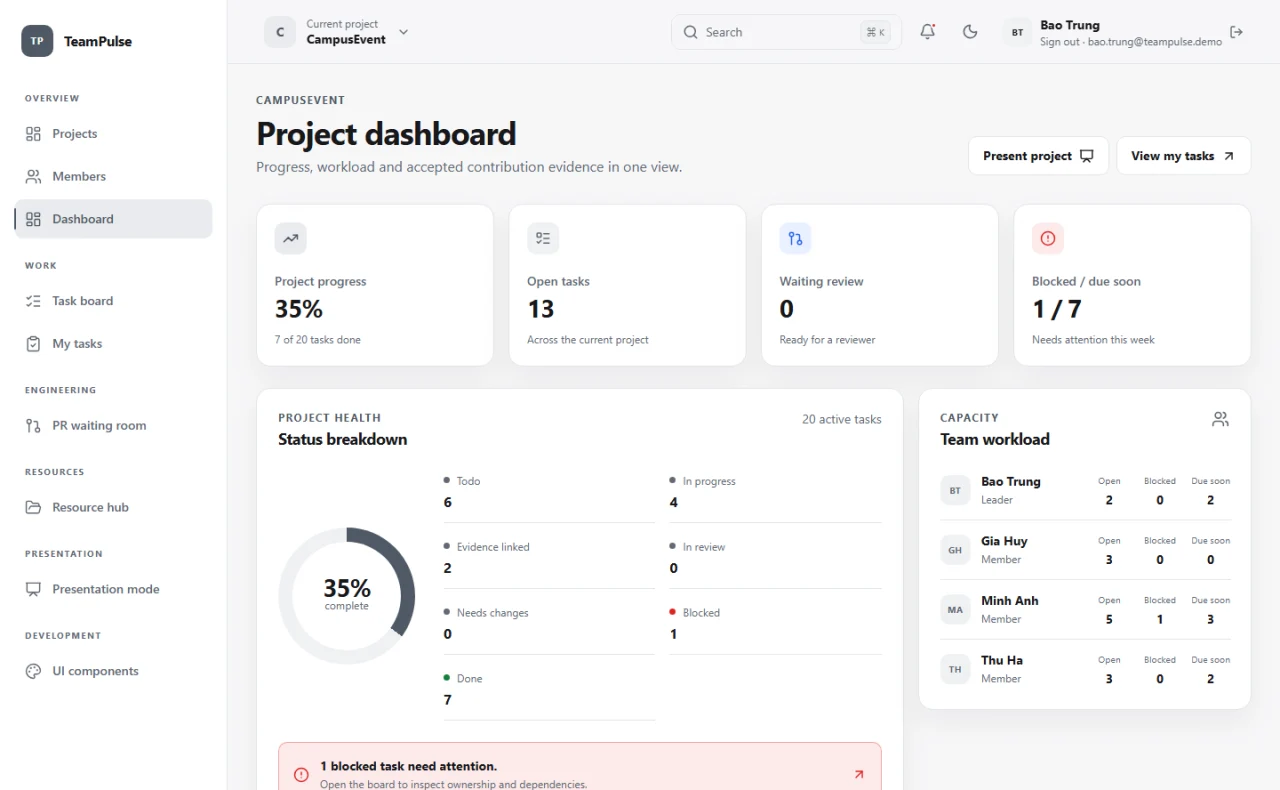 TP
TeamPulse
OVERVIEW
Projects
Members
Dashboard
WORK
Task board
My tasks
ENGINEERING
PR waiting room
RESOURCES
Resource hub
PRESENTATION
Presentation mode
DEVELOPMENT
UI components
C
Current project
CampusEvent
Search
⌘ K
BT
Bao Trung
Sign out · bao.trung@teampulse.demo
CAMPUSEVENT
Project dashboard
Progress, workload and accepted contribution evidence in one view.
Present project
View my tasks
Project progress
35%
7 of 20 tasks done
Open tasks
13
Across the current project
Waiting review
0
Ready for a reviewer
Blocked / due soon
1 / 7
Needs attention this week
PROJECT HEALTH
Status breakdown
20 active tasks
35%
complete
Todo
6
In progress
4
Evidence linked
2
In review
0
Needs changes
0
Blocked
1
Done
7
1 blocked task need attention.
Open the board to inspect ownership and dependencies.
CAPACITY
Team workload
BT
Bao Trung
Leader
Open
2
Blocked
0
Due soon
2
GH
Gia Huy
Member
Open
3
Blocked
0
Due soon
0
MA
Minh Anh
Member
Open
5
Blocked
1
Due soon
3
TH
Thu Ha
Member
Open
3
Blocked
0
Due soon
2